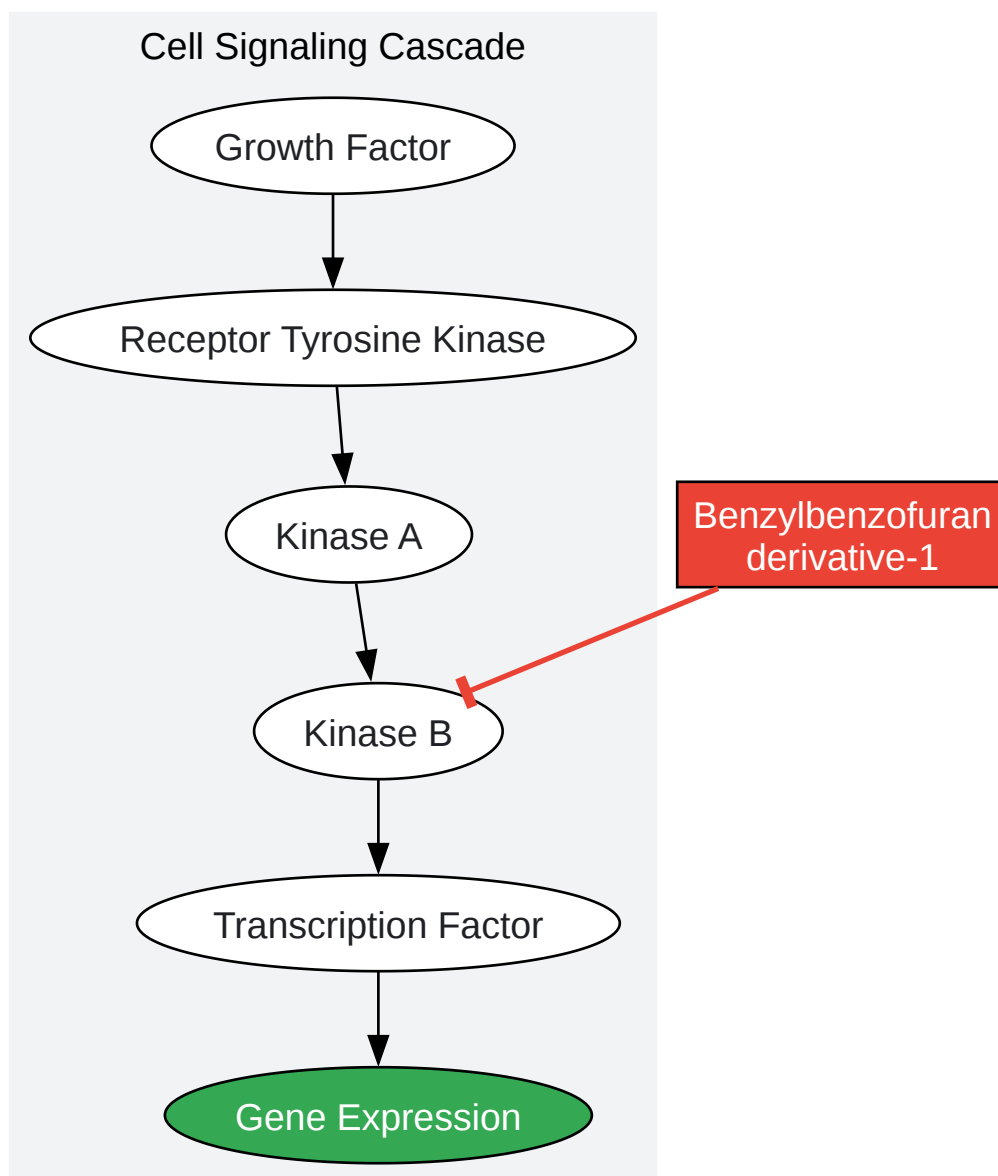 Cell Signaling Cascade
Growth Factor
Receptor Tyrosine Kinase
Kinase A
Benzylbenzofuran
derivative-1
Kinase B
Transcription Factor
Gene Expression